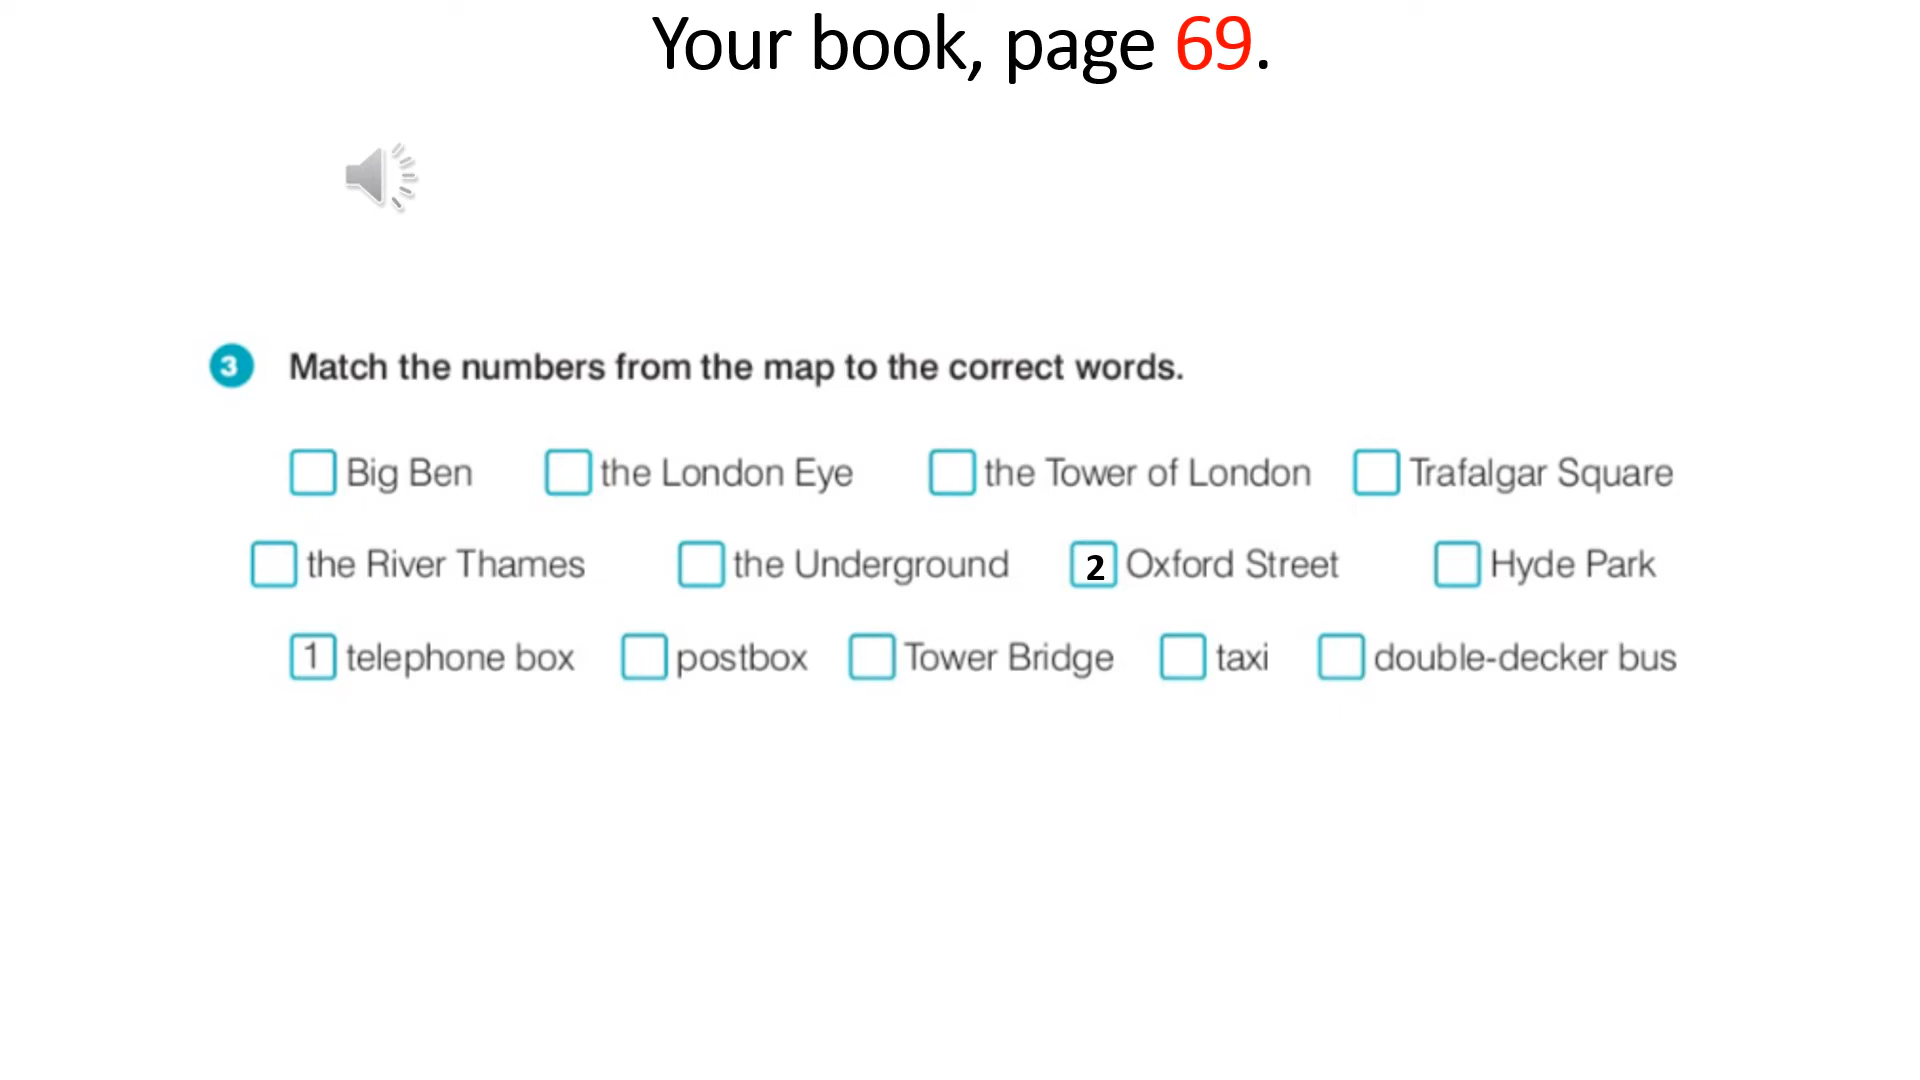 Your book, page 69.
3 Match the numbers from the map to the correct words.
Big Ben the London Eye the Tower of London Trafalgar Square
the River Thames the Underground 2 Oxford Street Hyde Park
1 telephone box postbox Tower Bridge taxi double-decker bus